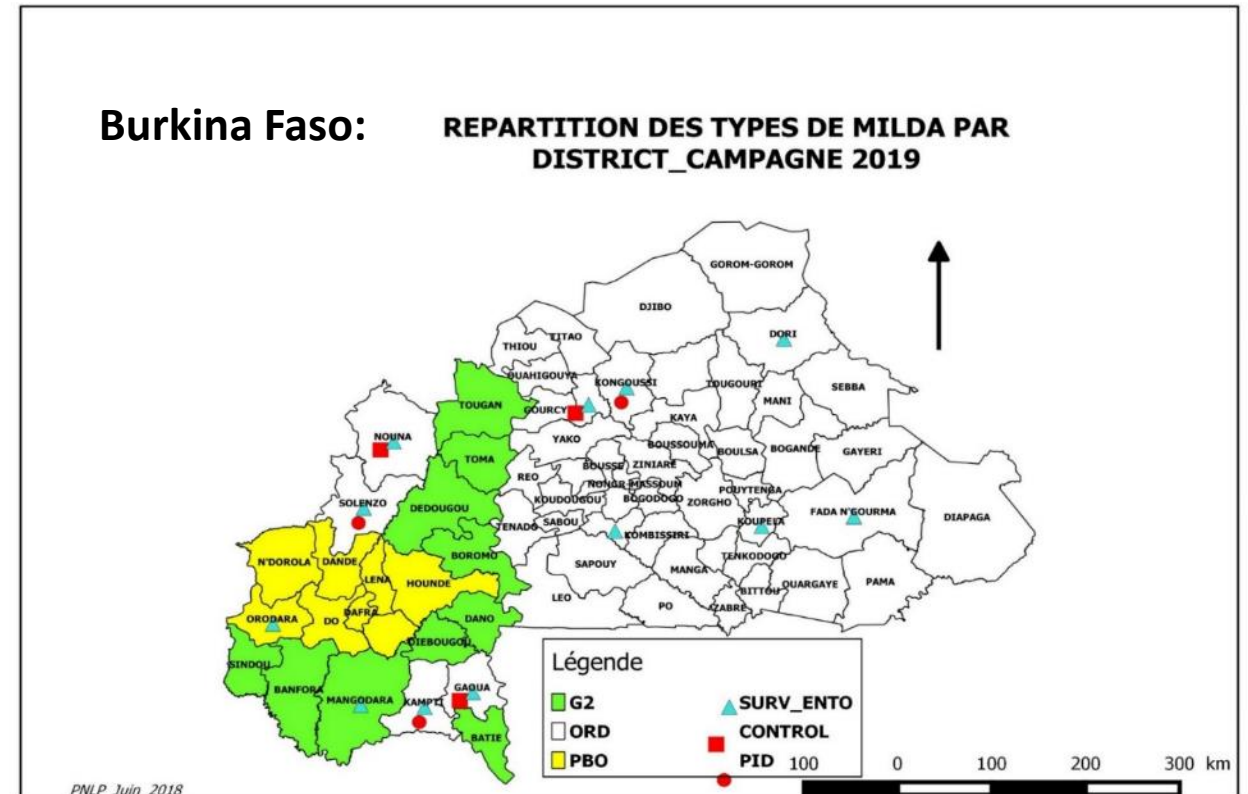 Burkina Faso:
REPARTITION DES TYPES DE MILDA PAR
DISTRICT_CAMPAGNE 2019
GOROM-GOROM
DJIBO
DORI
TITAO
THIOU
OUAHIGOUYA
KONGOUSSI
TOUGOURI
SEBBA
MANI
TOUGAN
GOURCY
KAYA
NOUNA
YAKO
BOUSSOUMA
BOULSA
BOGANDE
GAYERI
TOMA
BOUSSE
ZINIARE
REO
NONGR-MASSOUM
POUYTENGA
KOUDOUGOU
BOGODOGO
ZORGHO
SOLENZO
DEDOUGOU
FADA N'GOURMA
DIAPAGA
TENADO
SABOU
KOUPELA
KOMBISSIRI
BOROMO
TENKODOGO
N'DOROLA
DANDE
SAPOUY
MANGA
LENA
HOUNDE
OUARGAYE
PAMA
BITTOU
LEO
PO
ZABRE
ORODARA
DO
DAFRA
DANO
DIEBOUGOU
SINDOU
BANFORA
MANGODARA
KAMPTI
GAOUA
BATIE
Légende
G2
ORD
PBO
SURV_ENTO
CONTROL
PID
100 0 100 200 300 km
PNLP_Juin_2018